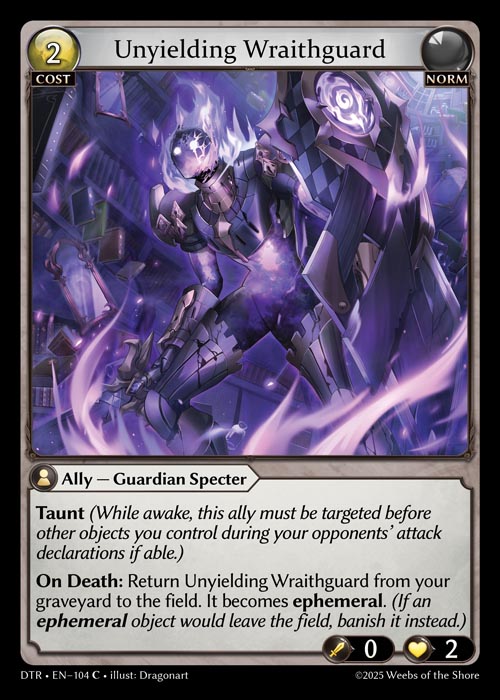 2 Unyielding Wraithguard
COST NORM
Ally — Guardian Specter
Taunt (While awake, this ally must be targeted before
other objects you control during your opponents' attack
declarations if able.)
On Death: Return Unyielding Wraithguard from your
graveyard to the field. It becomes ephemeral. (If an
ephemeral object would leave the field, banish it instead.)
0 2
DTR • EN–104 C • illust: Dragonart ©2025 Weebs of the Shore